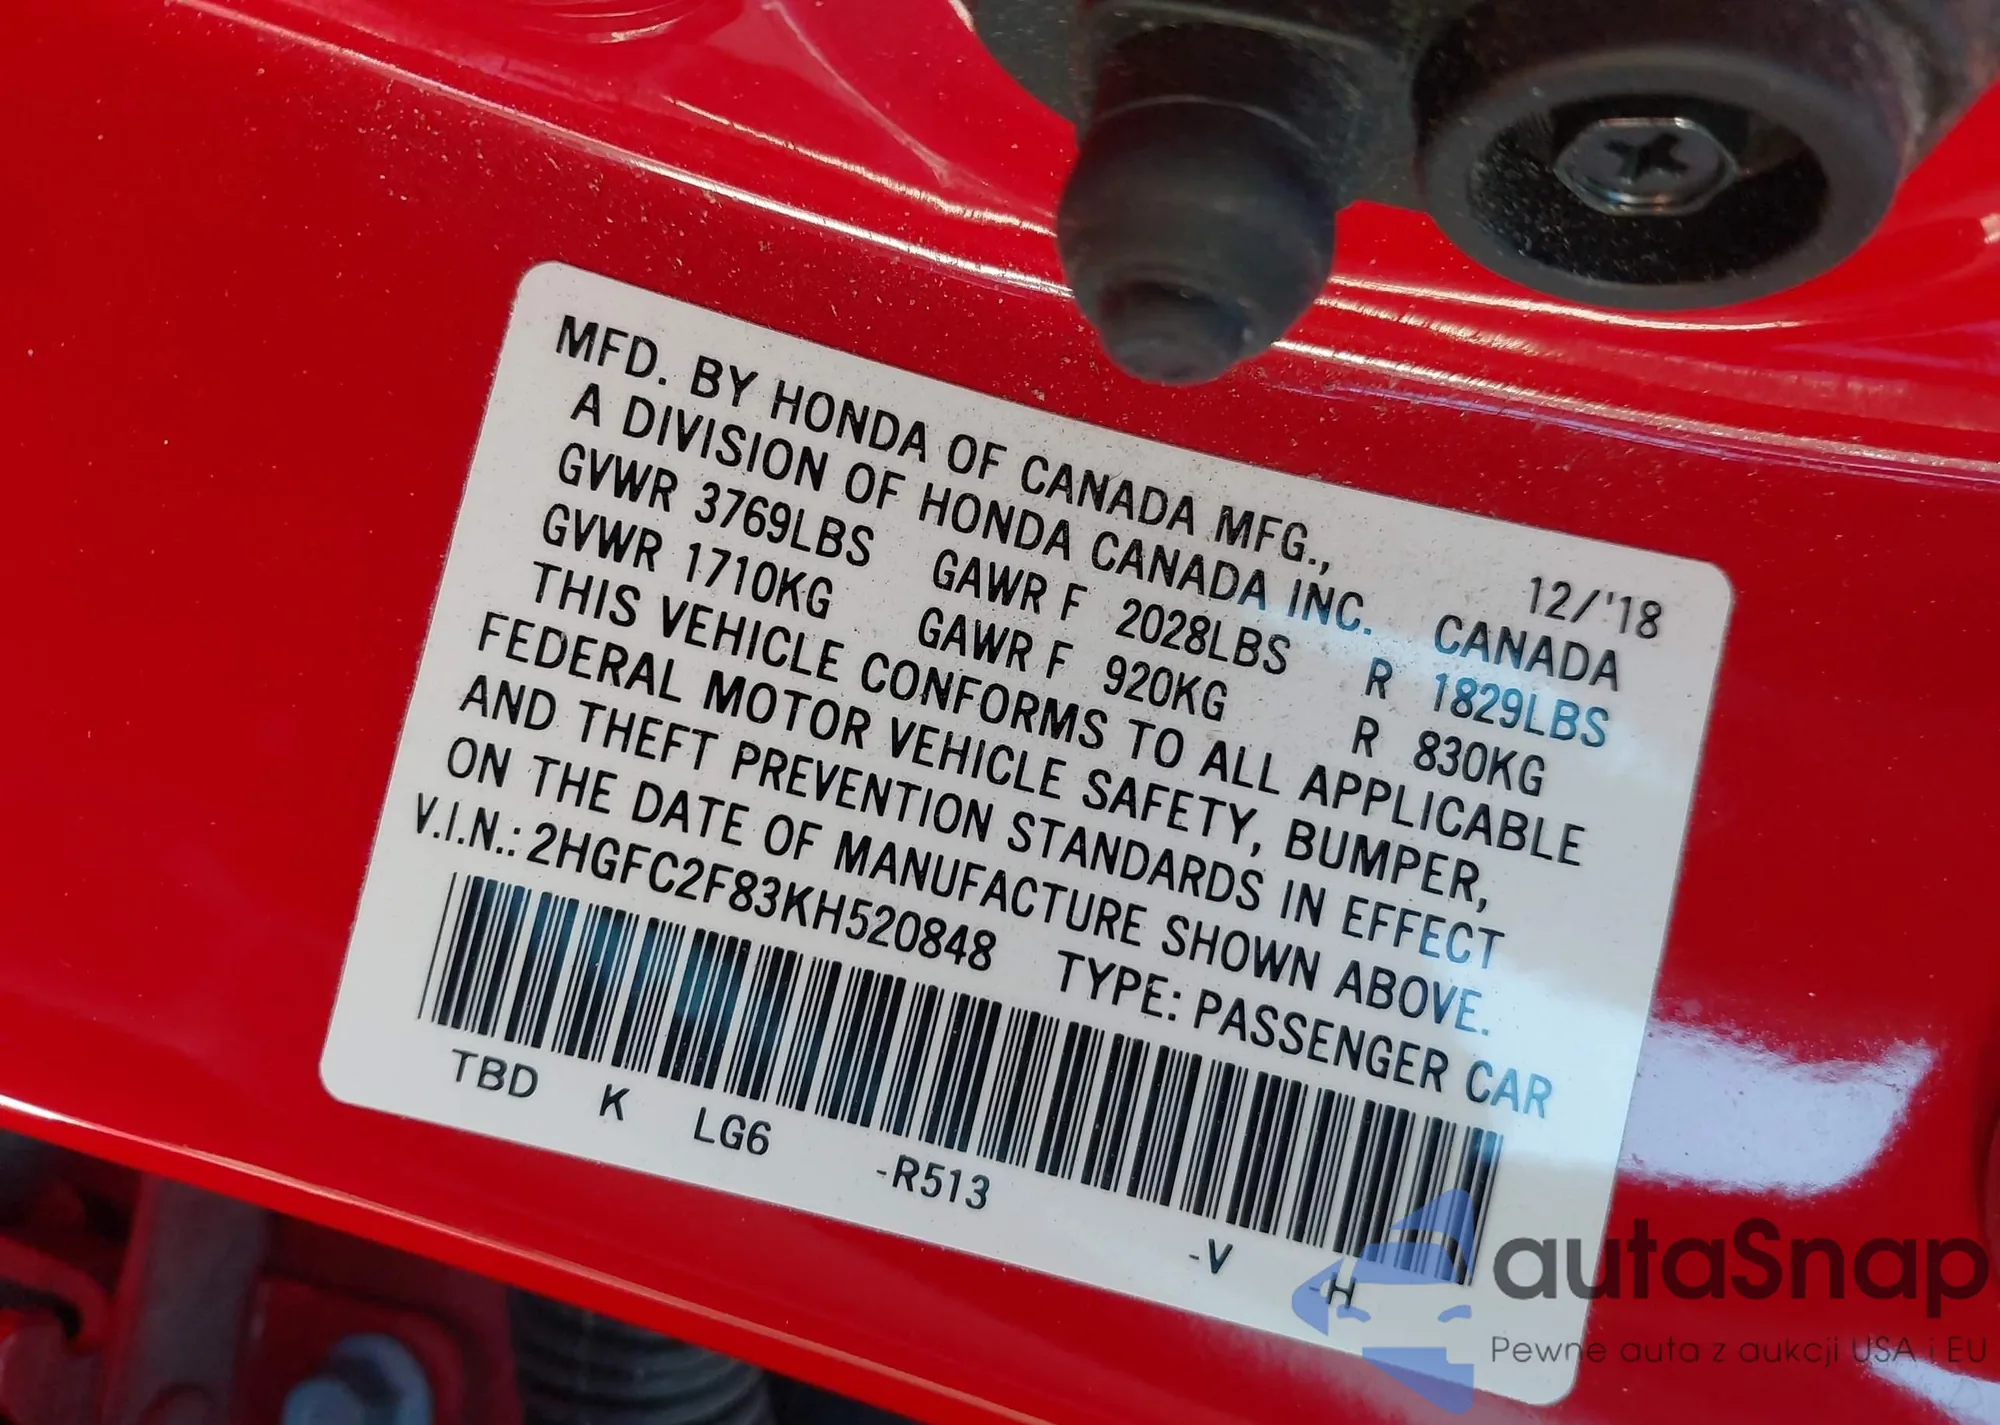 MFD. BY HONDA OF CANADA MFG.,
A DIVISION OF HONDA CANADA INC. 12/'18
CANADA
GVWR 3769LBS GAWR F 2028LBS R 1829LBS
GVWR 1710KG GAWR F 920KG R 830KG
THIS VEHICLE CONFORMS TO ALL APPLICABLE
FEDERAL MOTOR VEHICLE SAFETY, BUMPER,
AND THEFT PREVENTION STANDARDS IN EFFECT
ON THE DATE OF MANUFACTURE SHOWN ABOVE.
V.I.N.: 2HGFC2F83KH520848 TYPE: PASSENGER CAR
TBD K LG6 -R513 -V -H
autaSnap
Pewne auta z aukcji USA i EU